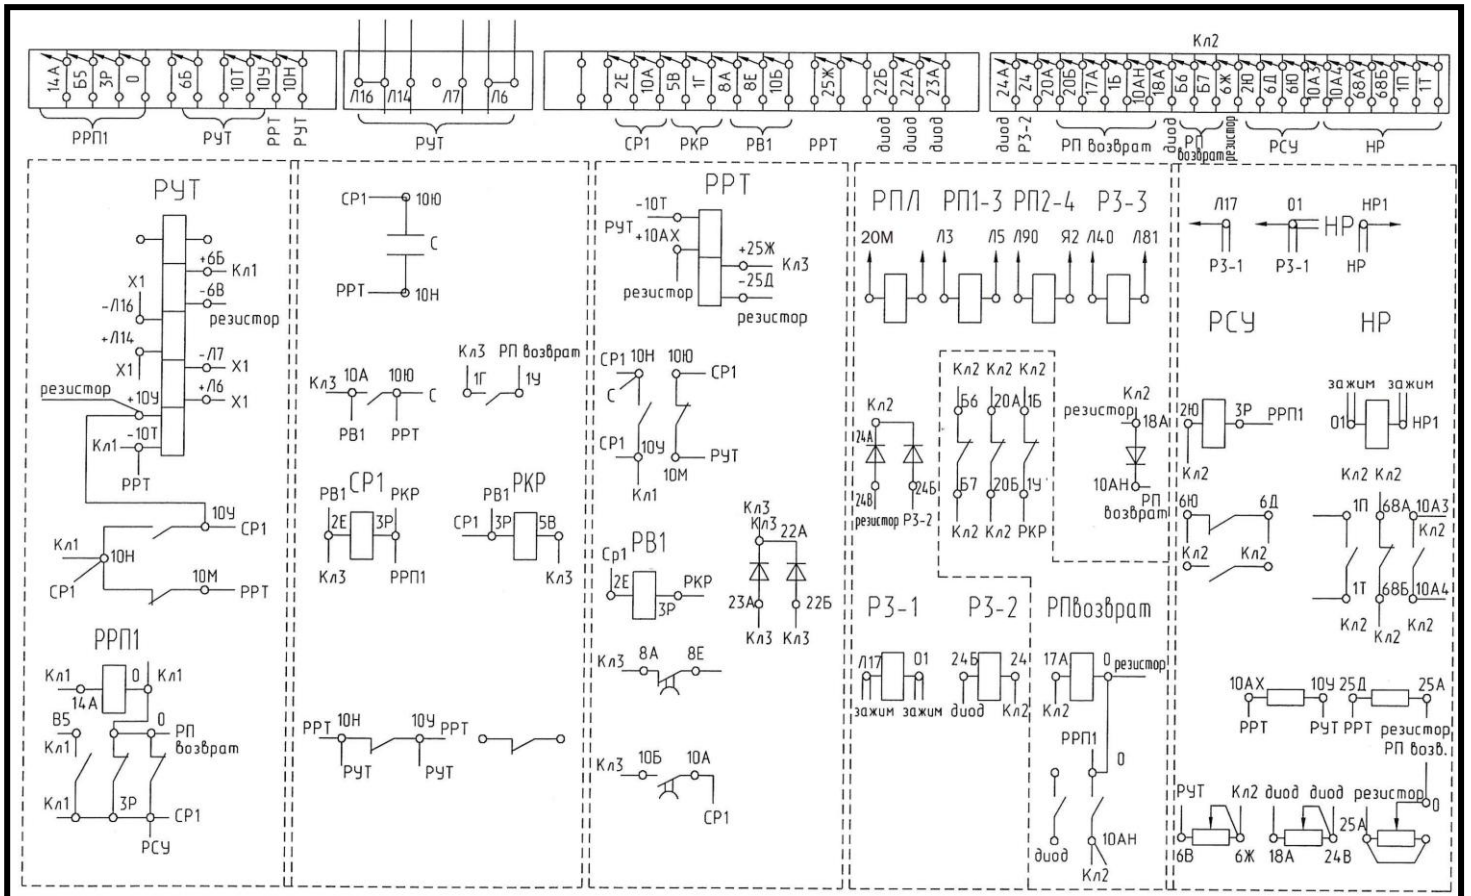 Кл2
14А Б5 3Р 0 6Б 10Т 10У 10Н
Л16 Л14 Л7 Л6
2Е 10А 5В 1Г 8А 8Е 10Б 25Ж 22Б 22А 23А
24А 24 20А 20Б 17А 1Б 10АН 18А Б6 Б7 6Ж 2Ю 6Д 6Ю 10А3 10А4 68А 68Б 1П 1Т
РРП1 РУТ РРТ РУТ
РУТ
СР1 РКР РВ1 РРТ диод диод диод
диод Р3-2 РП возврат диод РП возврат резистор РСУ НР
РУТ
+6Б
Кл1
-6В
резистор
Х1
-Л16
+Л14
Х1
-Л7
Х1
+Л6
Х1
резистор
+10У
-10Т
Кл1
РРТ
10У
СР1
Кл1
10Н
СР1
10М
РРТ
РРП1
Кл1 0 Кл1
14А
В5 0
РП
возврат
Кл1
Кл1 3Р СР1
РСУ
СР1 10Ю
С
РРТ 10Н
Кл3 10А 10Ю С
РВ1 РРТ
Кл3 РП возврат
1Г 1У
СР1
РВ1 РКР
2Е 3Р
Кл3 РРП1
РКР
РВ1
СР1 3Р 5В
Кл3
РРТ 10Н 10У РРТ
РУТ РУТ
РРТ
-10Т
РУТ
+10АХ
+25Ж
Кл3
-25Д
резистор
резистор
СР1 10Н 10Ю
СР1
С
СР1
10У РУТ
10М
Кл1
РВ1
Ср1
2Е РКР
3Р
Кл3
Кл3 22А
23А 22Б
Кл3 Кл3
Кл3 8А 8Е
Кл3 10Б 10А
СР1
РПЛ РП1-3 РП2-4 Р3-3
20М Л3 Л5 Л90 Я2 Л40 Л81
Кл2
24А
24В 24Б
резистор Р3-2
Кл2 Кл2 Кл2
Б6 20А 1Б
Б7 20Б 1У
Кл2 Кл2 РКР
Кл2
резистор
18А
10АН
РП
возврат
Р3-1 Р3-2 РПвозврат
Л17 01 24Б 24 17А 0 резистор
зажим зажим диод Кл2 Кл2
РРП1
0
диод
10АН
Кл2
Л17 01 НР НР1
Р3-1 Р3-1 НР
РСУ НР
2Ю 3Р РРП1
Кл2
зажим зажим
01 НР1
6Ю 6Д
Кл2 Кл2
Кл2 Кл2
1П 68А 10А3
Кл2
1Т 68Б 10А4
Кл2 Кл2 Кл2
10АХ 10У 25Д 25А
РРТ РУТ РРТ резистор
РП возв.
РУТ Кл2 диод диод резистор
0
25А
6В 6Ж 18А 24В